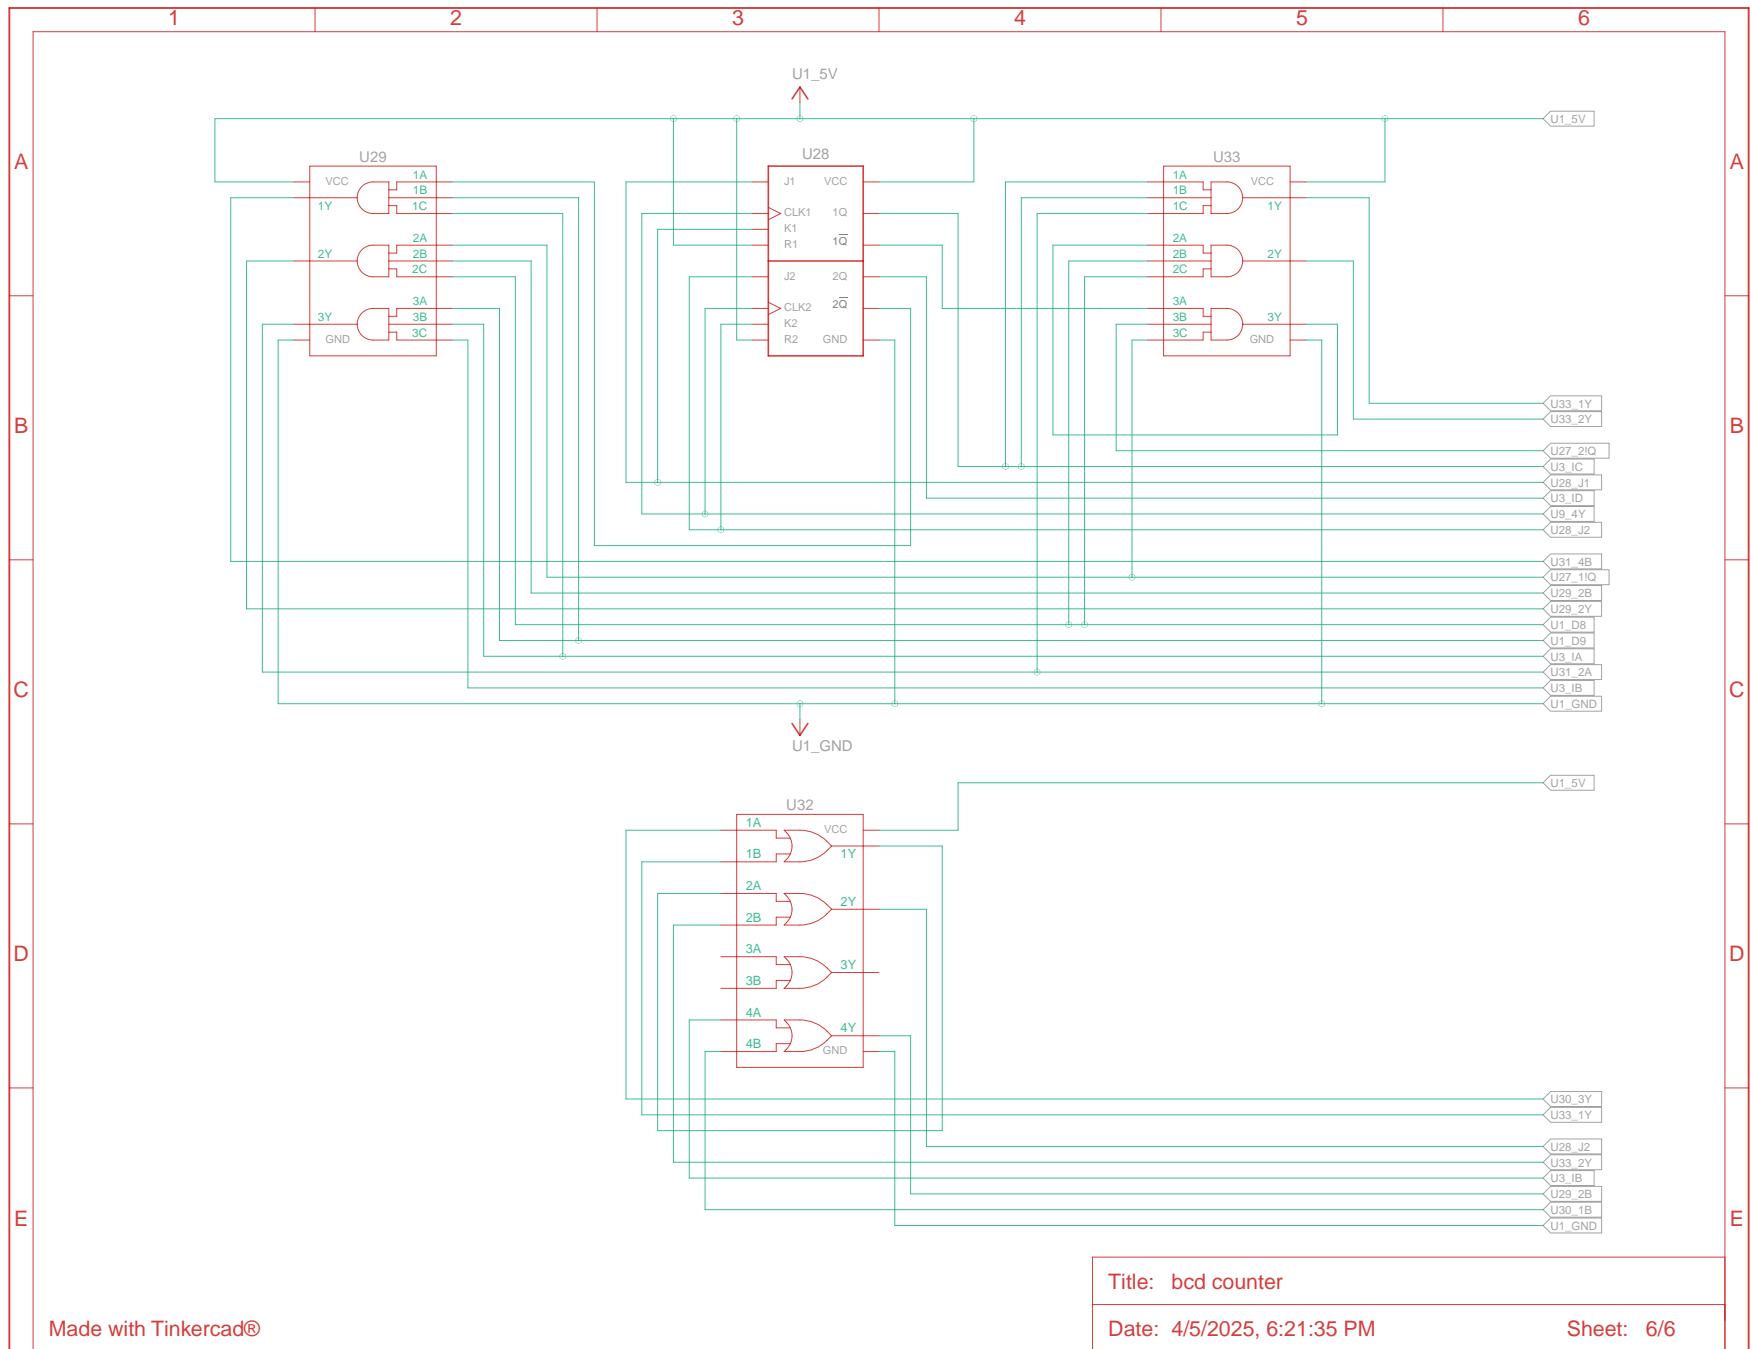 1 2 3 4 5 6
U1_5V
U1_5V
A A
U29 U28 U33
VCC 1A 1B 1C 1Y
2A 2B 2C 2Y
3A 3B 3C 3Y
GND
J1 VCC
CLK1 1Q
K1
R1 1Q
J2 2Q
CLK2 2Q
K2
R2 GND
1A 1B 1C VCC 1Y
2A 2B 2C 2Y
3A 3B 3C 3Y
GND
B B
U33_1Y
U33_2Y
U27_2!Q
U3_IC
U28_J1
U3_ID
U9_4Y
U28_J2
U31_4B
U27_1!Q
U29_2B
U29_2Y
U1_D8
U1_D9
U3_IA
U31_2A
U3_IB
U1_GND
C C
U1_GND
U1_5V
U32
1A VCC
1B 1Y
2A 2Y
2B
3A 3Y
3B
4A 4Y
4B GND
D D
U30_3Y
U33_1Y
U28_J2
U33_2Y
U3_IB
U29_2B
U30_1B
U1_GND
E E
Title: bcd counter
Made with Tinkercad®
Date: 4/5/2025, 6:21:35 PM Sheet: 6/6